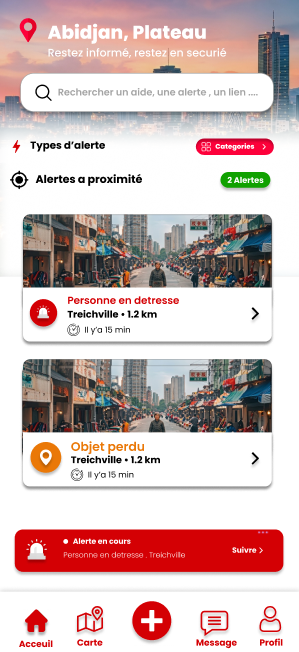 Abidjan, Plateau
Restez informé, restez en securié
Rechercher un aide, une alerte , un lien ....
Types d'alerte
Categories
Alertes a proximité
2 Alertes
Personne en detresse
Treichville • 1.2 km
Il y'a 15 min
Objet perdu
Treichville • 1.2 km
Il y'a 15 min
Alerte en cours
Personne en detresse . Treichville
Suivre
Acceuil
Carte
Message
Profil